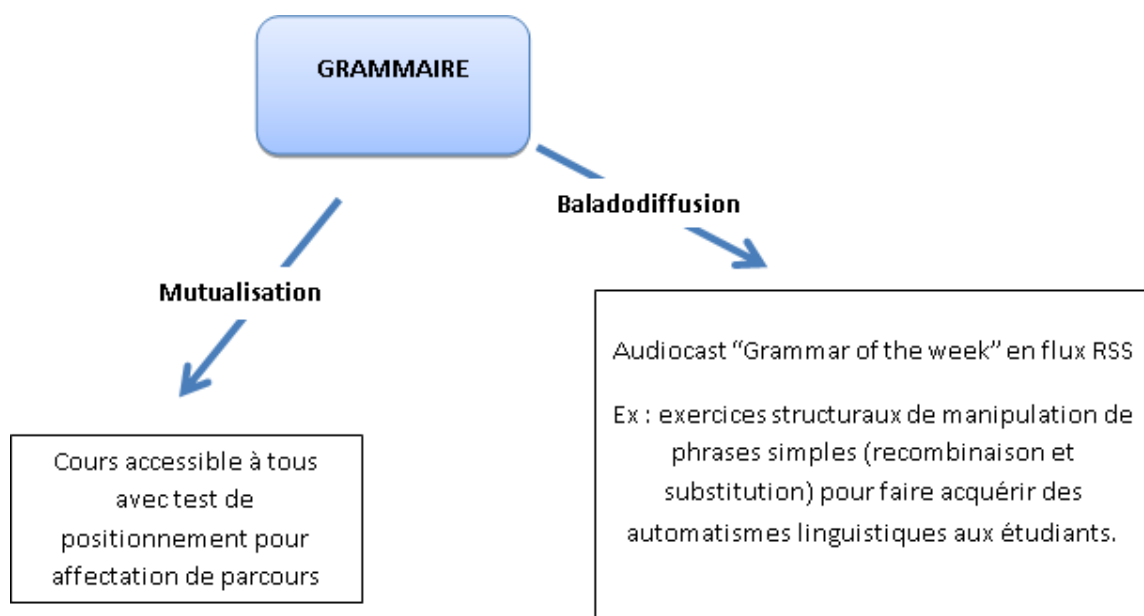 GRAMMAIRE
Baladodiffusion
Mutualisation
Audiocast “Grammar of the week” en flux RSS
Ex : exercices structuraux de manipulation de
phrases simples (recombinaison et
substitution) pour faire acquérir des
automatismes linguistiques aux étudiants.
Cours accessible à tous
avec test de
positionnement pour
affectation de parcours